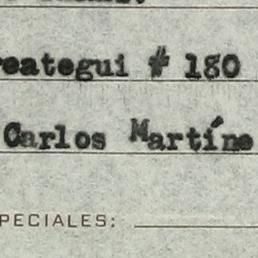 reategui # 180
Carlos Martíne
PECIALES: